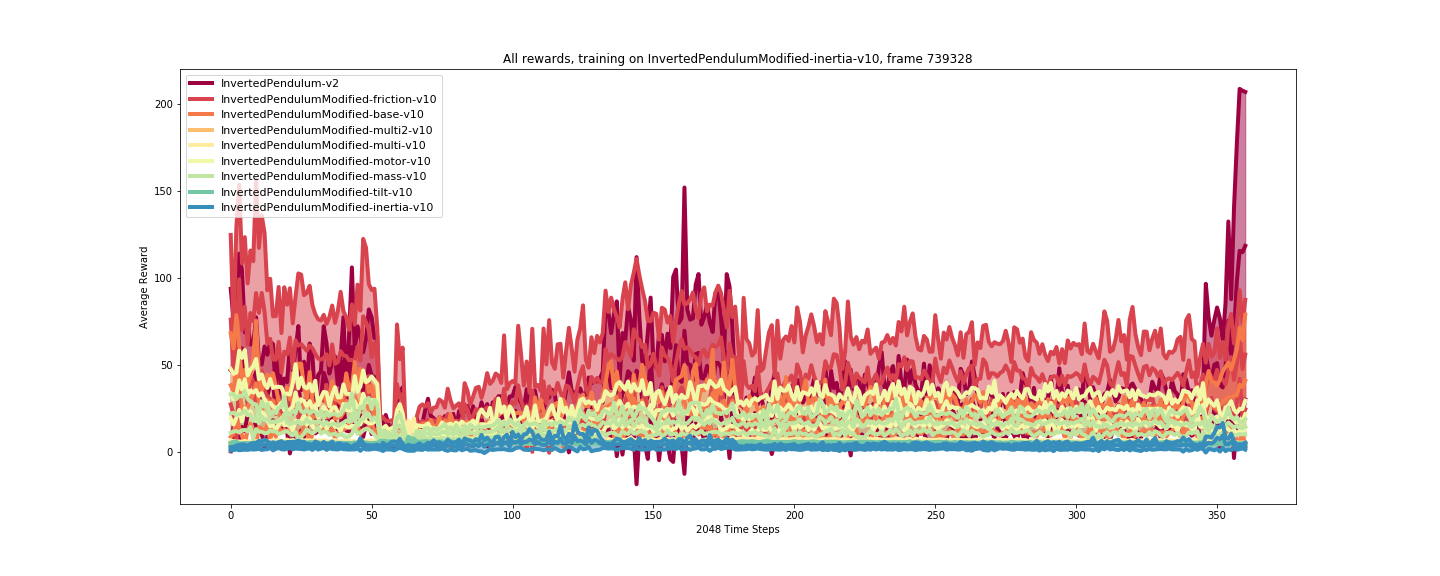 All rewards, training on InvertedPendulumModified-inertia-v10, frame 739328
InvertedPendulum-v2
InvertedPendulumModified-friction-v10
InvertedPendulumModified-base-v10
InvertedPendulumModified-multi2-v10
InvertedPendulumModified-multi-v10
InvertedPendulumModified-motor-v10
InvertedPendulumModified-mass-v10
InvertedPendulumModified-tilt-v10
InvertedPendulumModified-inertia-v10
200
150
100
50
0
Average Reward
0 50 100 150 200 250 300 350
2048 Time Steps